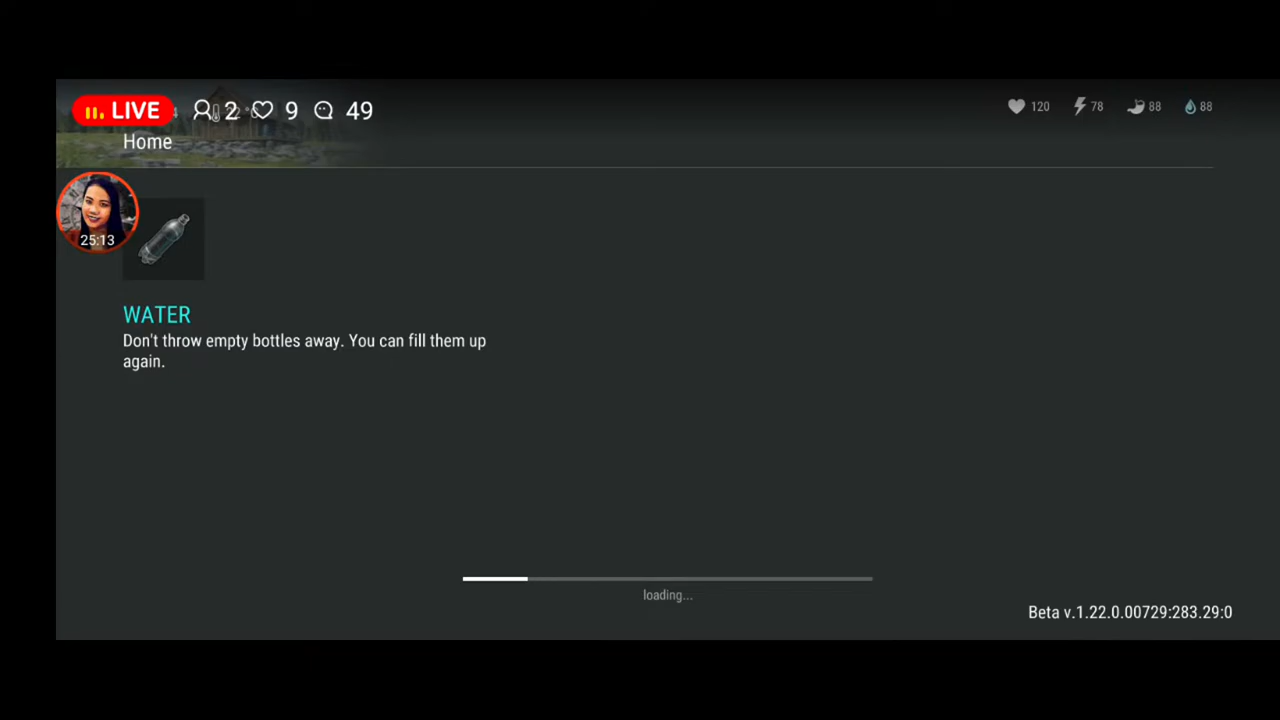 LIVE 2 9 49
120 78 88 88
Home
25:13
WATER
Don't throw empty bottles away. You can fill them up
again.
loading...
Beta v.1.22.0.00729:283.29:0